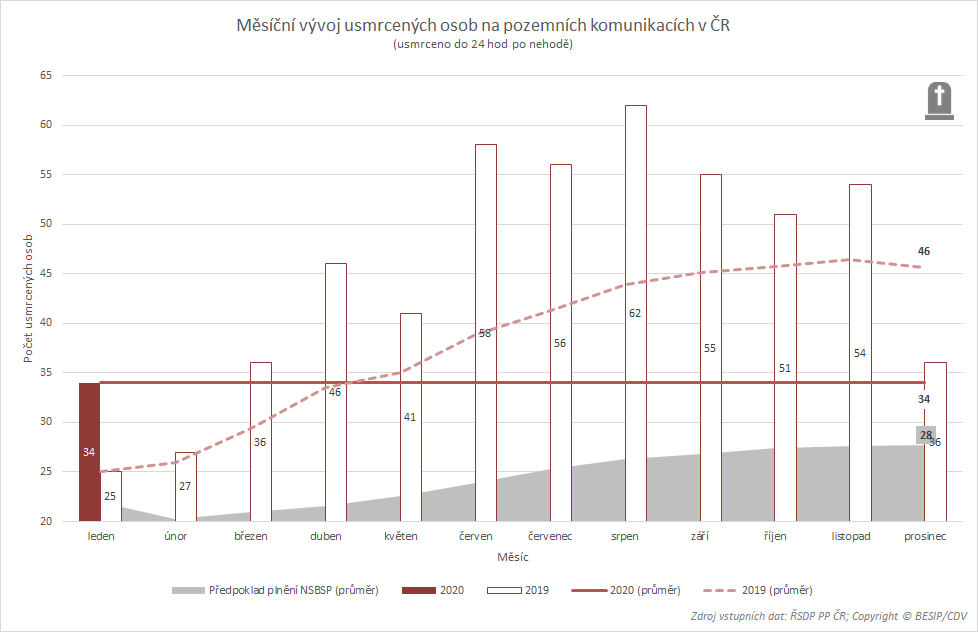 Měsíční vývoj usmrcených osob na pozemních komunikacích v ČR
(usmrceno do 24 hod po nehodě)
65
60
55
50
45
40
35
30
25
20
Počet usmrcených osob
34
25
27
36
46
41
58
56
62
55
51
54
46
34
28
36
leden
únor
březen
duben
květen
červen
červenec
srpen
září
říjen
listopad
prosinec
Měsíc
Předpoklad plnění NSBSP (průměr)
2020
2019
2020 (průměr)
2019 (průměr)
Zdroj vstupních dat: ŘSDP PP ČR; Copyright © BESIP/CDV